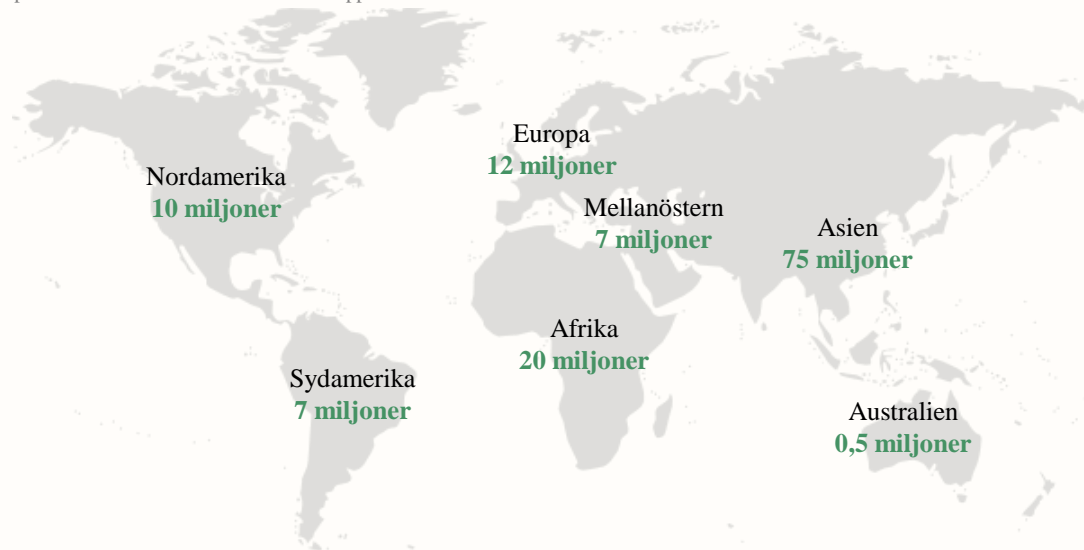 Europa
12 miljoner
Nordamerika
10 miljoner
Mellanöstern
7 miljoner
Asien
75 miljoner
Afrika
20 miljoner
Sydamerika
7 miljoner
Australien
0,5 miljoner